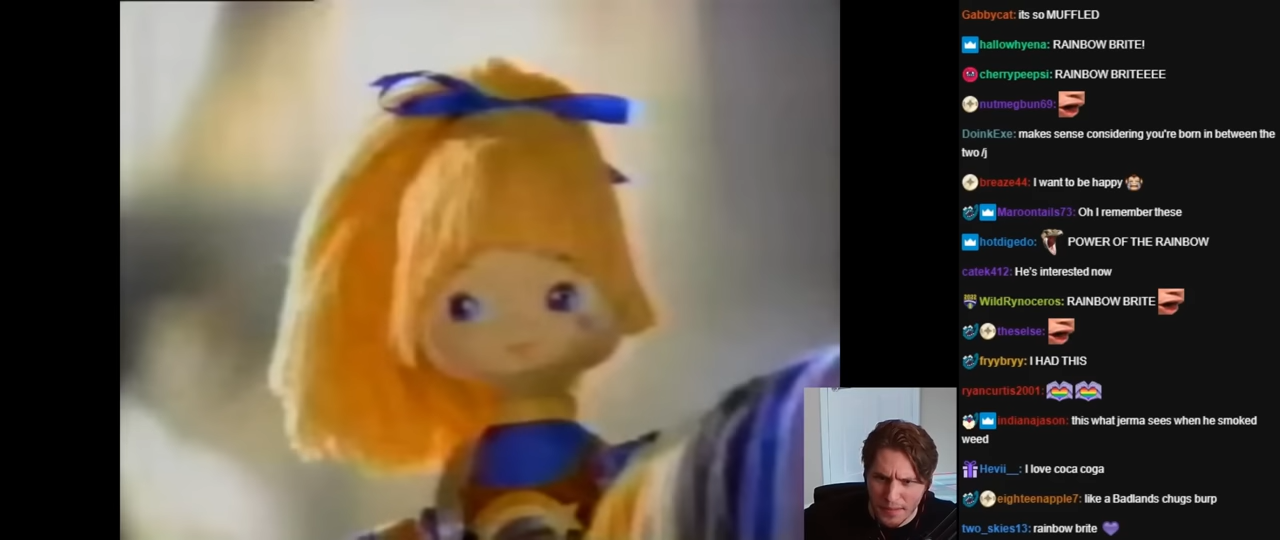 Gabbycat: its so MUFFLED
hallowhyena: RAINBOW BRITE!
cherrypeepsi: RAINBOW BRITEEEE
nutmegbun69:
DoinkExe: makes sense considering you're born in between the
two /j
breaze44: I want to be happy
Maroontails73: Oh I remember these
hotdigedo: POWER OF THE RAINBOW
catek412: He's interested now
WildRynoceros: RAINBOW BRITE
theselse:
fryybryy: I HAD THIS
ryancurtis2001:
indianajason: this what jerma sees when he smoked
weed
Hevii__: I love coca coga
eighteenapple7: like a Badlands chugs burp
two_skies13: rainbow brite